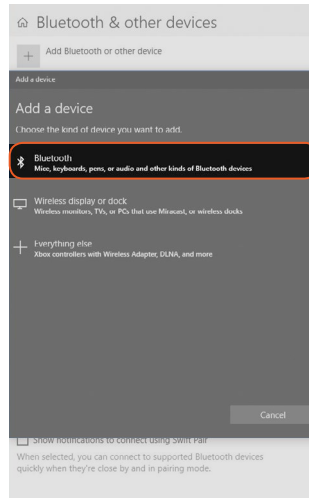 Bluetooth & other devices
Add Bluetooth or other device
Add a device
Add a device
Choose the kind of device you want to add.
Bluetooth
Mice, keyboards, pens, or audio and other kinds of Bluetooth devices
Wireless display or dock
Wireless monitors, TVs, or PCs that use Miracast, or wireless docks
Everything else
Xbox controllers with Wireless Adapter, DLNA, and more
Cancel
Show notifications to connect using Swift Pair
When selected, you can connect to supported Bluetooth devices
quickly when they're close by and in pairing mode.